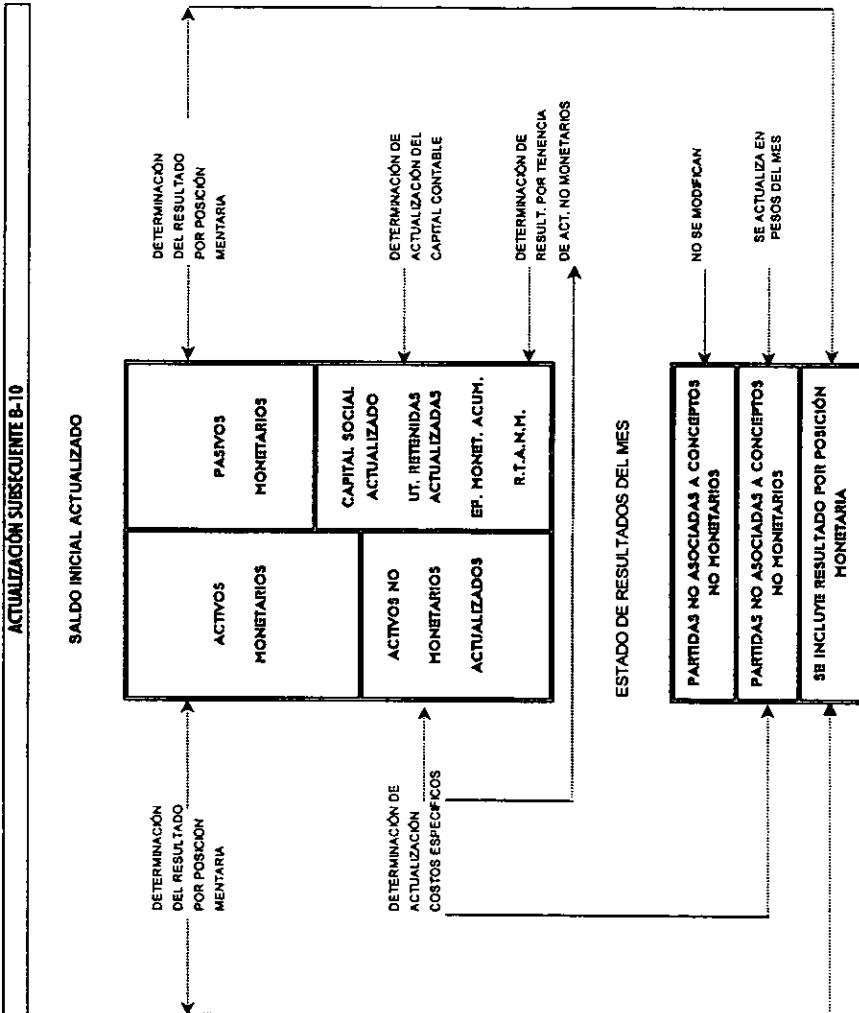 ACTUALIZACIÓN SUBSECUENTE B-10
SALDO INICIAL ACTUALIZADO
DETERMINACIÓN
DEL RESULTADO
POR POSICIÓN
MENTARIA
ACTIVOS
MONETARIOS
PASIVOS
MONETARIOS
DETERMINACIÓN
DEL RESULTADO
POR POSICIÓN
MENTARIA
DETERMINACIÓN DE
ACTUALIZACIÓN
COSTOS ESPECIFICOS
ACTIVOS NO
MONETARIOS
ACTUALIZADOS
CAPITAL SOCIAL
ACTUALIZADO
UT. RETENIDAS
ACTUALIZADAS
EP. MONET. ACUM.
R.T.A.N.M.
DETERMINACIÓN DE
ACTUALIZACIÓN DEL
CAPITAL CONTABLE
DETERMINACIÓN DE
RESULT. POR TENENCIA
DE ACT. NO MONETARIOS
ESTADO DE RESULTADOS DEL MES
PARTIDAS NO ASOCIADAS A CONCEPTOS
NO MONETARIOS
NO SE MODIFICAN
PARTIDAS NO ASOCIADAS A CONCEPTOS
NO MONETARIOS
SE ACTUALIZA EN
PESOS DEL MES
SE INCLUYE RESULTADO POR POSICIÓN
MONETARIA